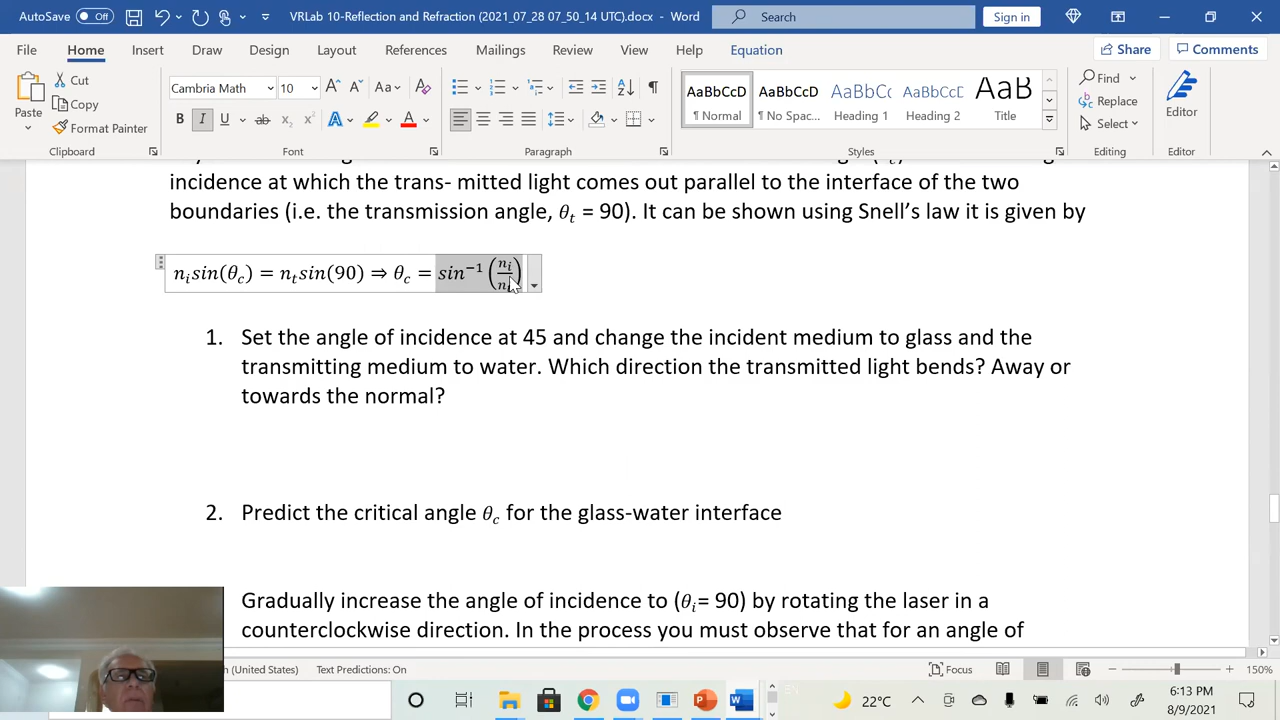 AutoSave Off VRLab 10-Reflection and Refraction (2021_07_28 07_50_14 UTC).docx - Word Search Sign in
File Home Insert Draw Design Layout References Mailings Review View Help Equation Share Comments
Paste Cut Copy Format Painter
Cambria Math 10
AaBbCcD AaBbCcD AaBbCc AaBbCcD AaB
¶ Normal ¶ No Spac... Heading 1 Heading 2 Title
Find Replace Select Editor
Clipboard Font Paragraph Styles Editing Editor
incidence at which the trans- mitted light comes out parallel to the interface of the two
boundaries (i.e. the transmission angle, θt = 90). It can be shown using Snell's law it is given by
nᵢsin(θc) = nₜsin(90) ⇒ θc = sin⁻¹ (nᵢ/
1. Set the angle of incidence at 45 and change the incident medium to glass and the
transmitting medium to water. Which direction the transmitted light bends? Away or
towards the normal?
2. Predict the critical angle θc for the glass-water interface
Gradually increase the angle of incidence to (θᵢ= 90) by rotating the laser in a
counterclockwise direction. In the process you must observe that for an angle of
(United States) Text Predictions: On Focus 150%
22°C 6:13 PM
8/9/2021